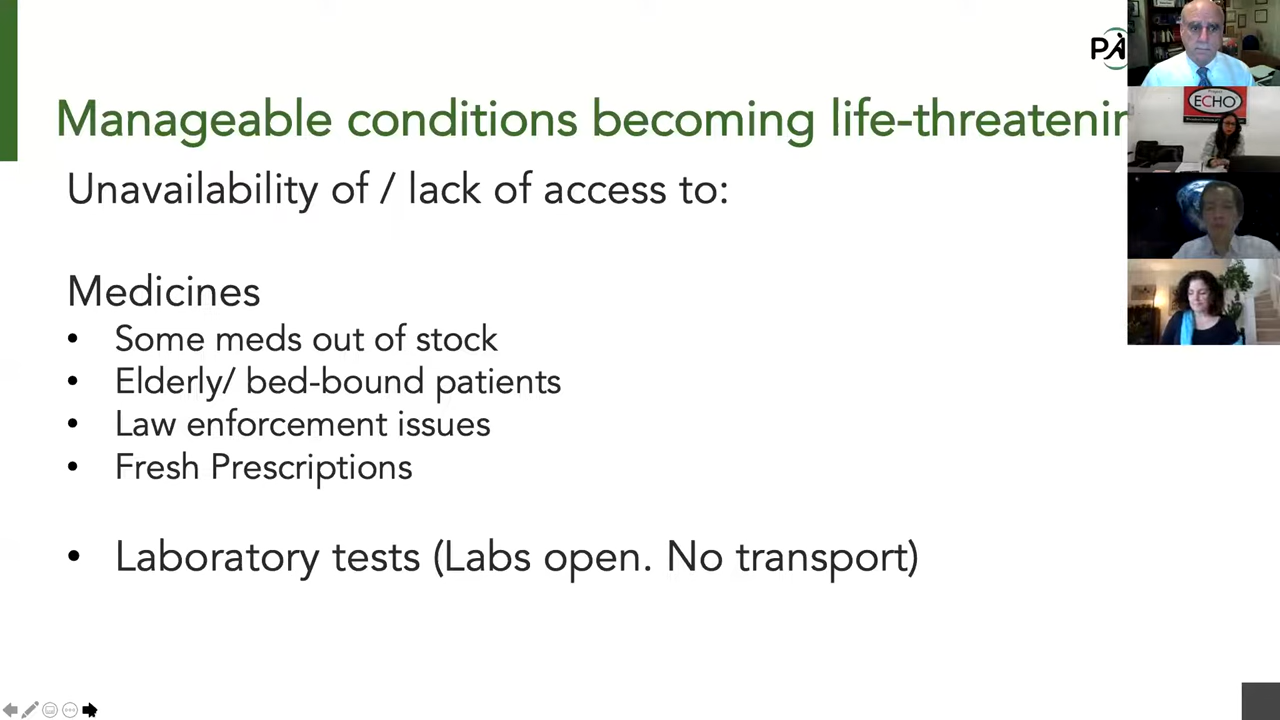 PA
Manageable conditions becoming life-threatenin
Unavailability of / lack of access to:
Medicines
• Some meds out of stock
• Elderly/ bed-bound patients
• Law enforcement issues
• Fresh Prescriptions
• Laboratory tests (Labs open. No transport)
ECHO